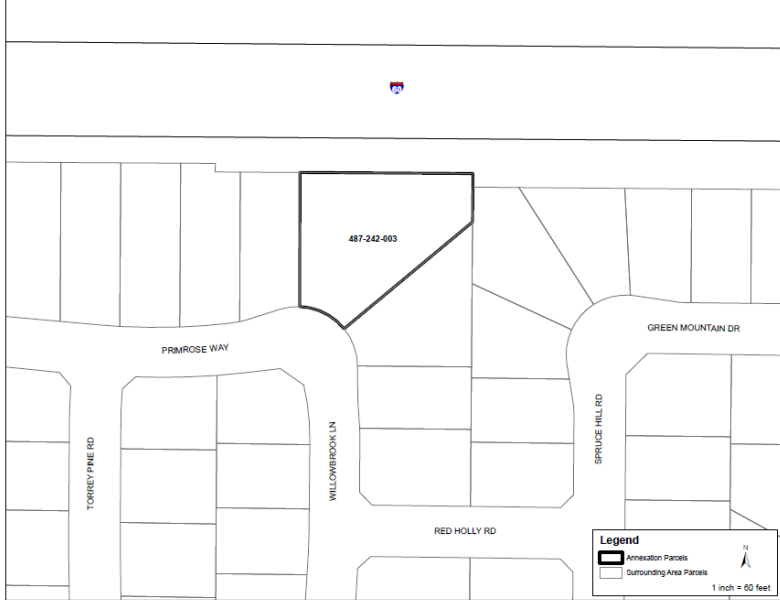 60
487-242-003
GREEN MOUNTAIN DR
PRIMROSE WAY
TORREY PINE RD
WILLOWBROOK LN
SPRUCE HILL RD
RED HOLLY RD
Legend
Annexation Parcels
Surrounding Area Parcels
N
1 inch = 60 feet